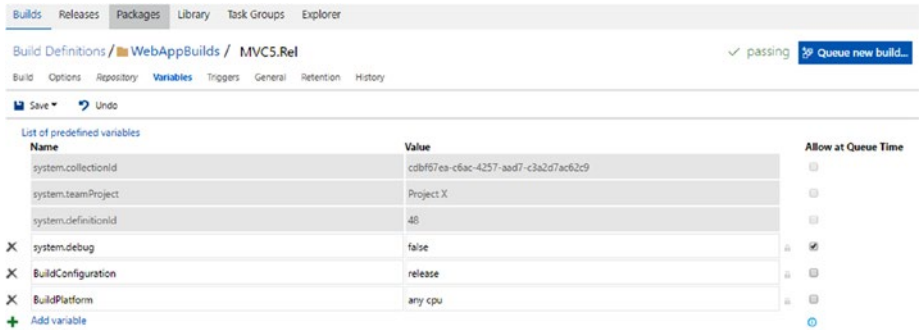 Builds Releases Packages Library Task Groups Explorer
Build Definitions / WebAppBuilds / MVC5.Rel passing Queue new build...
Build Options Repository Variables Triggers General Retention History
Save Undo
List of predefined variables
Name Value Allow at Queue Time
system.collectionId cdbf67ea-c6ac-4257-aad7-c3a2d7ac62c9
system.teamProject Project X
system.definitionId 48
system.debug false
BuildConfiguration release
BuildPlatform any cpu
Add variable